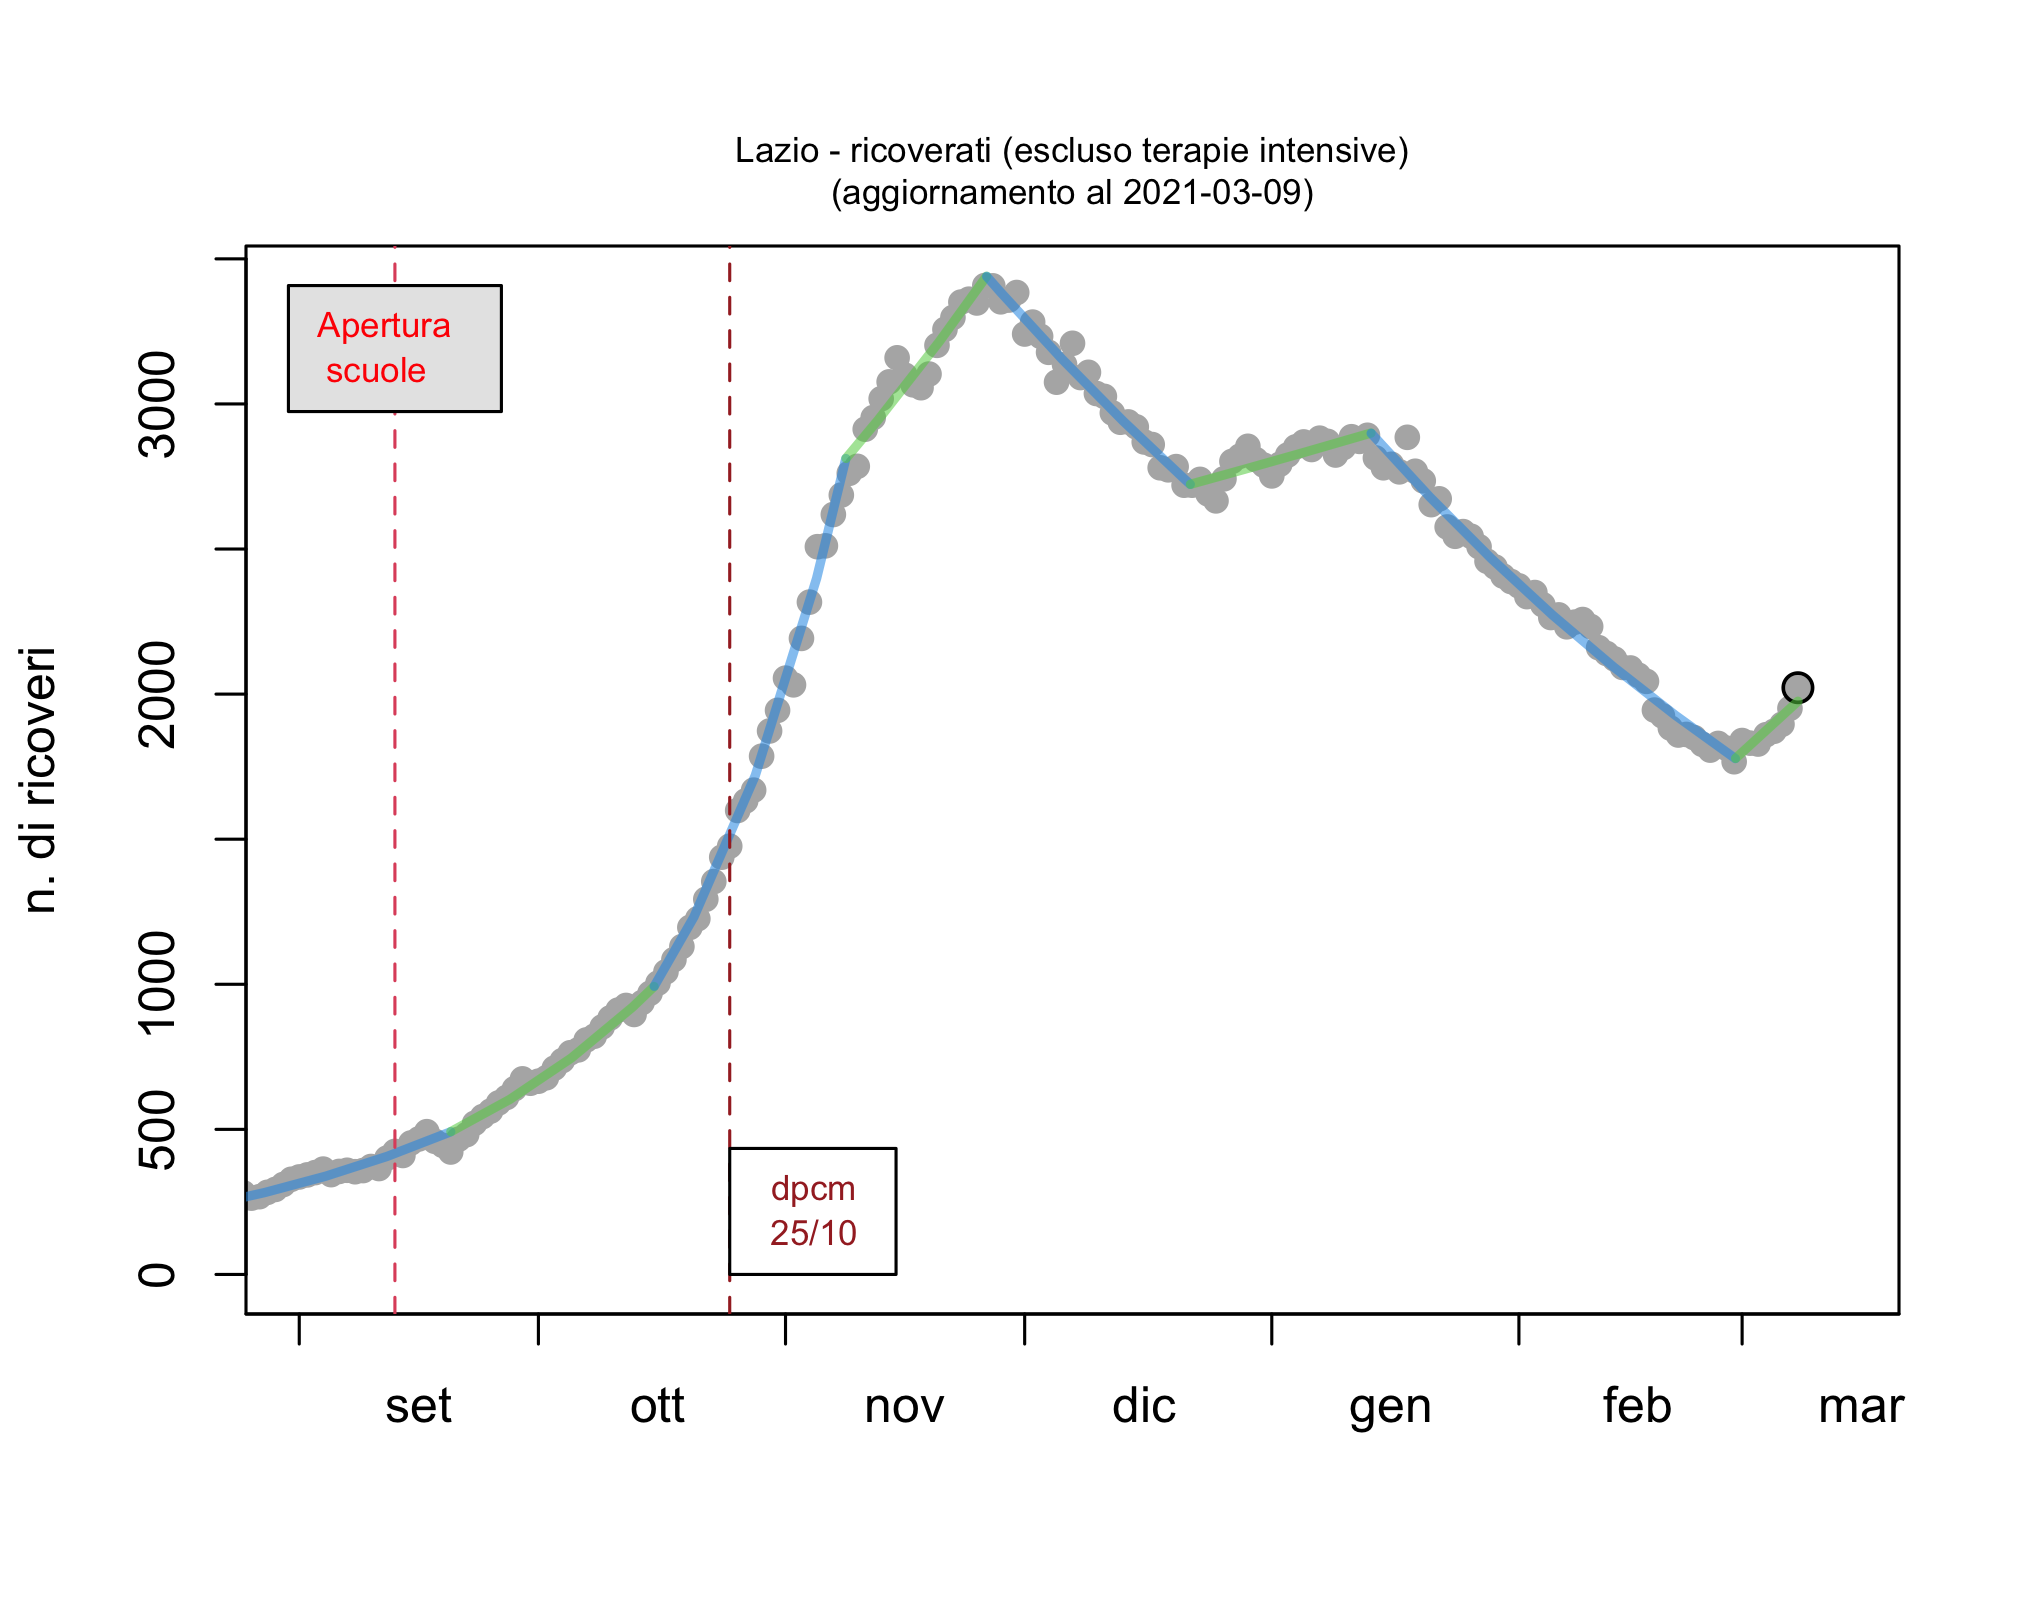 Lazio - ricoverati (escluso terapie intensive)
(aggiornamento al 2021-03-09)
Apertura
scuole
n. di ricoveri
3000
2000
1000
500
0
dpcm
25/10
set ott nov dic gen feb mar